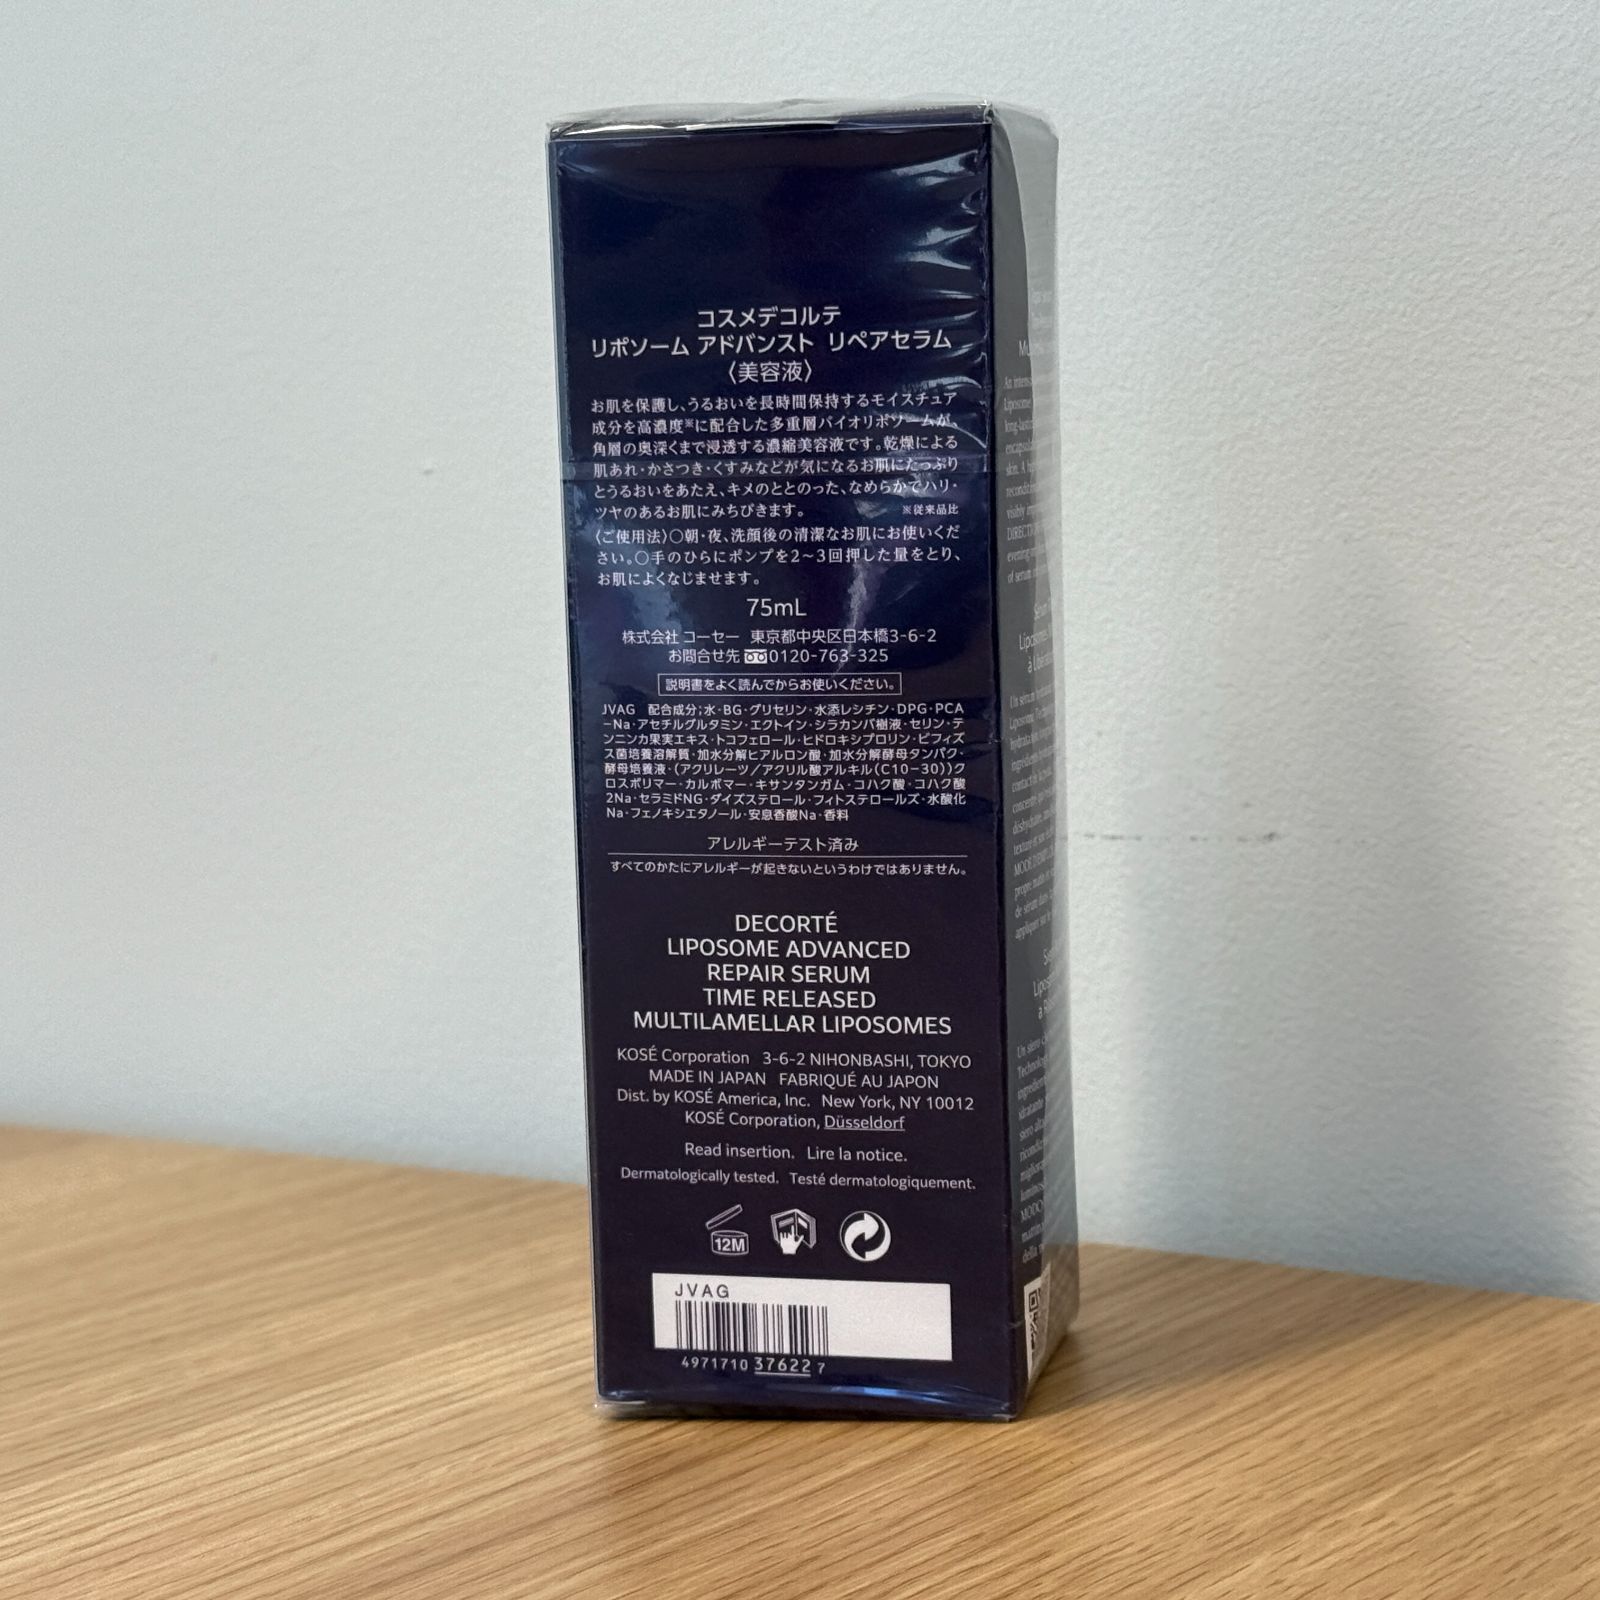 コスメデコルテ
リポソーム アドバンスト リペアセラム
〈美容液〉
お肌を保護し、うるおいを長時間保持するモイスチュア
成分を高濃度※に配合した多重層バイオリポソームが、
角層の奥深くまで浸透する濃縮美容液です。乾燥による
肌あれ・かさつき・くすみなどが気になるお肌にたっぷり
とうるおいをあたえ、キメのととのった、なめらかでハリ・
ツヤのあるお肌にみちびきます。 ※従来品比
〈ご使用法〉○朝・夜、洗顔後の清潔なお肌にお使いくだ
さい。○手のひらにポンプを2～3回押した量をとり、
お肌によくなじませます。
75mL
株式会社 コーセー 東京都中央区日本橋3-6-2
お問合せ先 0120-763-325
説明書をよく読んでからお使いください。
JVAG 配合成分;水・BG・グリセリン・水添レシチン・DPG・PCA
-Na・アセチルグルタミン・エクトイン・シラカンバ樹液・セリン・テ
ンニンカ果実エキス・トコフェロール・ヒドロキシプロリン・ビフィズ
ス菌培養溶解質・加水分解ヒアルロン酸・加水分解酵母タンパク・
酵母培養液・(アクリレーツ/アクリル酸アルキル(C10-30))ク
ロスポリマー・カルボマー・キサンタンガム・コハク酸・コハク酸
2Na・セラミドNG・ダイズステロール・フィトステロールズ・水酸化
Na・フェノキシエタノール・安息香酸Na・香料
アレルギーテスト済み
すべてのかたにアレルギーが起きないというわけではありません。
DECORTÉ
LIPOSOME ADVANCED
REPAIR SERUM
TIME RELEASED
MULTILAMELLAR LIPOSOMES
KOSÉ Corporation 3-6-2 NIHONBASHI, TOKYO
MADE IN JAPAN FABRIQUÉ AU JAPON
Dist. by KOSÉ America, Inc. New York, NY 10012
KOSÉ Corporation, Düsseldorf
Read insertion. Lire la notice.
Dermatologically tested. Testé dermatologiquement.
12M
JVAG
4971710 37622 7